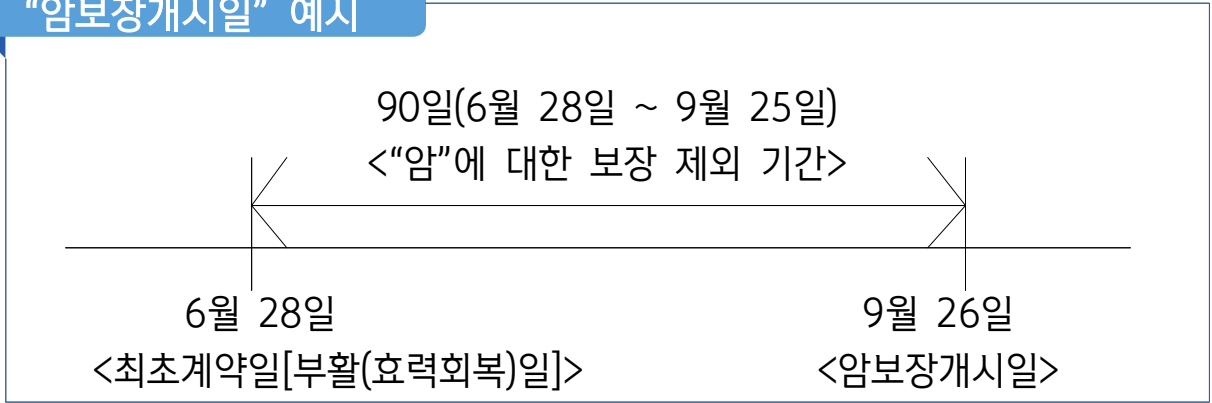 “암보장개시일” 예시
90일(6월 28일 ~ 9월 25일)
<“암”에 대한 보장 제외 기간>
6월 28일
<최초계약일[부활(효력회복)일]>
9월 26일
<암보장개시일>